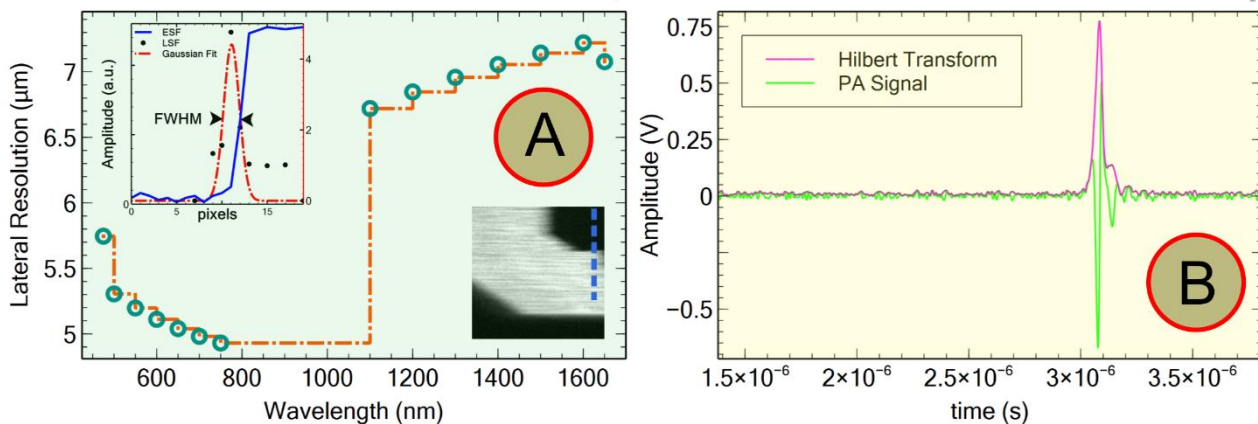 Lateral Resolution (μm)
7
6.5
6
5.5
5
600
800
1000
1200
1400
1600
Wavelength (nm)
Amplitude (a.u.)
ESF
LSF
Gaussian Fit
FWHM
4
2
0
0
5
15
pixels
A
Amplitude (V)
0.75
0.5
0.25
0
−0.5
Hilbert Transform
PA Signal
B
1.5×10⁻⁶
2×10⁻⁶
2.5×10⁻⁶
3×10⁻⁶
3.5×10⁻⁶
time (s)